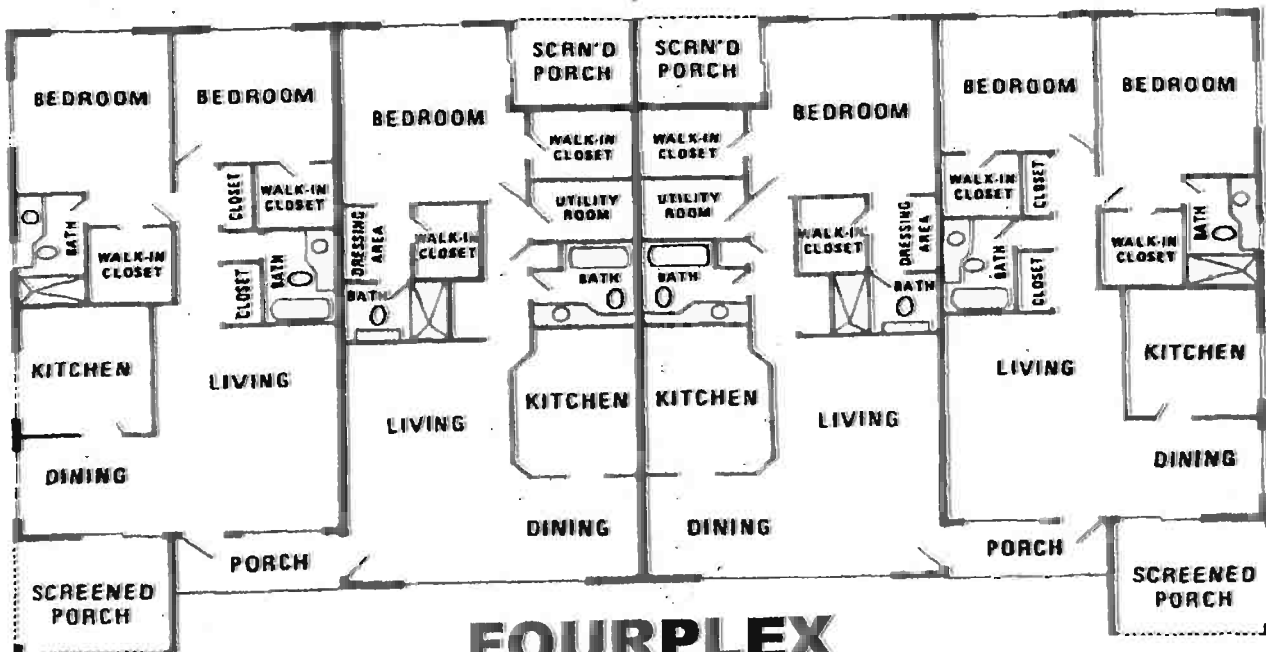 SCRN'D
PORCH
SCRN'D
PORCH
BEDROOM
BEDROOM
BEDROOM
BEDROOM
BEDROOM
BEDROOM
WALK-IN
CLOSET
WALK-IN
CLOSET
CLOSET
WALK-IN
CLOSET
UTILITY
ROOM
UTILITY
ROOM
WALK-IN
CLOSET
CLOSET
BATH
WALK-IN
CLOSET
DRESSING
AREA
WALK-IN
CLOSET
WALK-IN
CLOSET
DRESSING
AREA
WALK-IN
CLOSET
BATH
CLOSET
BATH
BATH
BATH
BATH
BATH
BATH
CLOSET
KITCHEN
LIVING
LIVING
KITCHEN
KITCHEN
KITCHEN
LIVING
LIVING
DINING
DINING
DINING
DINING
PORCH
PORCH
SCREENED
PORCH
SCREENED
PORCH
FOURPLEX